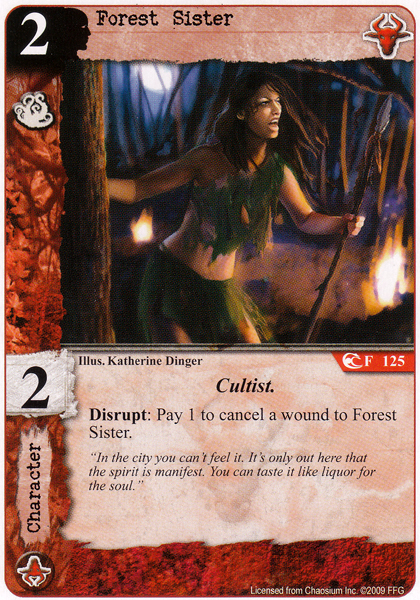 2
Forest Sister
Illus. Katherine Dinger
F 125
2
Cultist.
Disrupt: Pay 1 to cancel a wound to Forest
Sister.
“In the city you can’t feel it. It’s only out here that
the spirit is manifest. You can taste it like liquor for
the soul.”
Character
Licensed from Chaosium Inc. ©2009 FFG